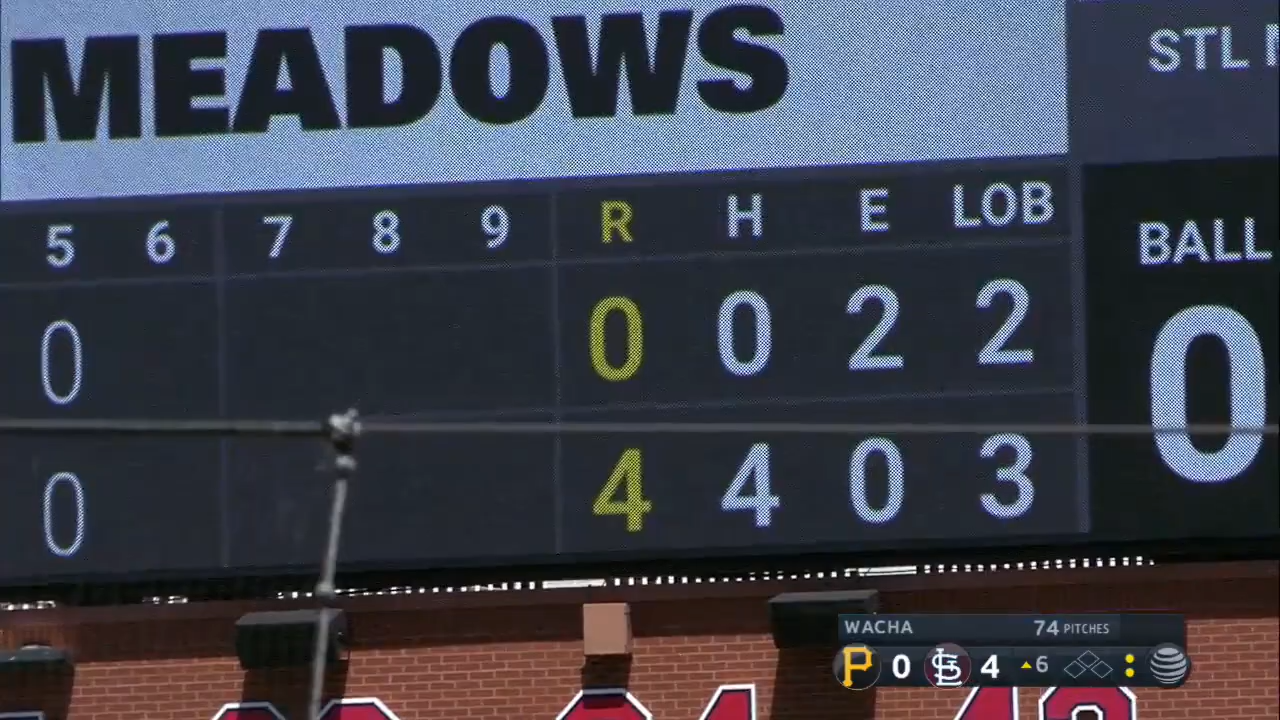 MEADOWS
STL
5 6 7 8 9 R H E LOB
BALL
0 0 0 2 2
0
0 4 4 0 3
WACHA 74 PITCHES
P 0 STL 4 6